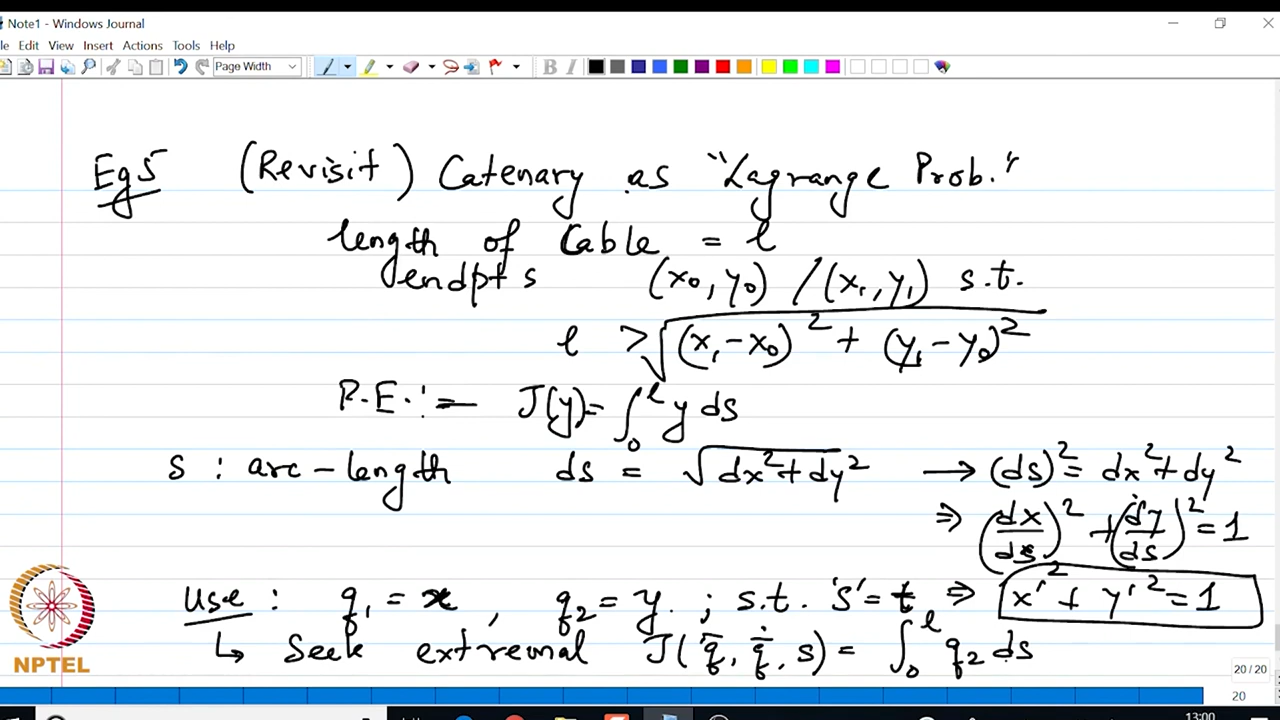 Note1 - Windows Journal
le Edit View Insert Actions Tools Help
Page Width
Eg5 (Revisit) Catenary as "Lagrange Prob."
length of Cable = l
endpts (x₀, y₀) / (x₁, y₁) s.t.
l > √(x₁ - x₀)² + (y₁ - y₀)²
P.E. :- J(y) = ∫₀ˡ y ds
s : arc-length ds = √dx² + dy² → (ds)² = dx² + dy²
⇒ (dx/ds)² + (dy/ds)² = 1
Use : q₁ = x , q₂ = y . ; s.t. 's' = t ⇒ x'² + y'² = 1
↳ Seek extremal J(q̄, q̄̇, s) = ∫₀ˡ q₂ ds
NPTEL
20 / 20
20
13:00